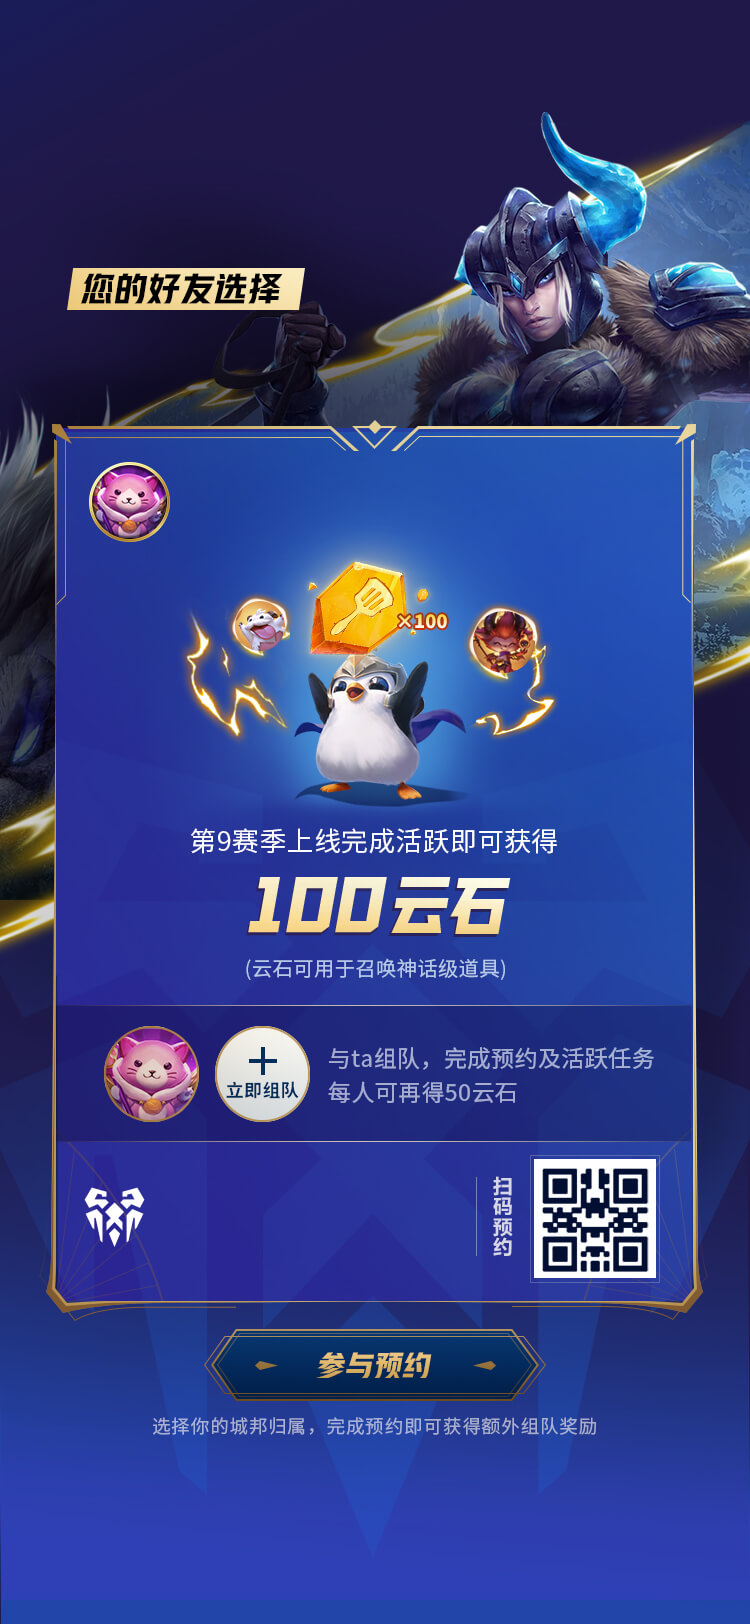 您的好友选择
×100
第9赛季上线完成活跃即可获得
100云石
(云石可用于召唤神话级道具)
立即组队
与ta组队，完成预约及活跃任务
每人可再得50云石
扫码预约
参与预约
选择你的城邦归属，完成预约即可获得额外组队奖励